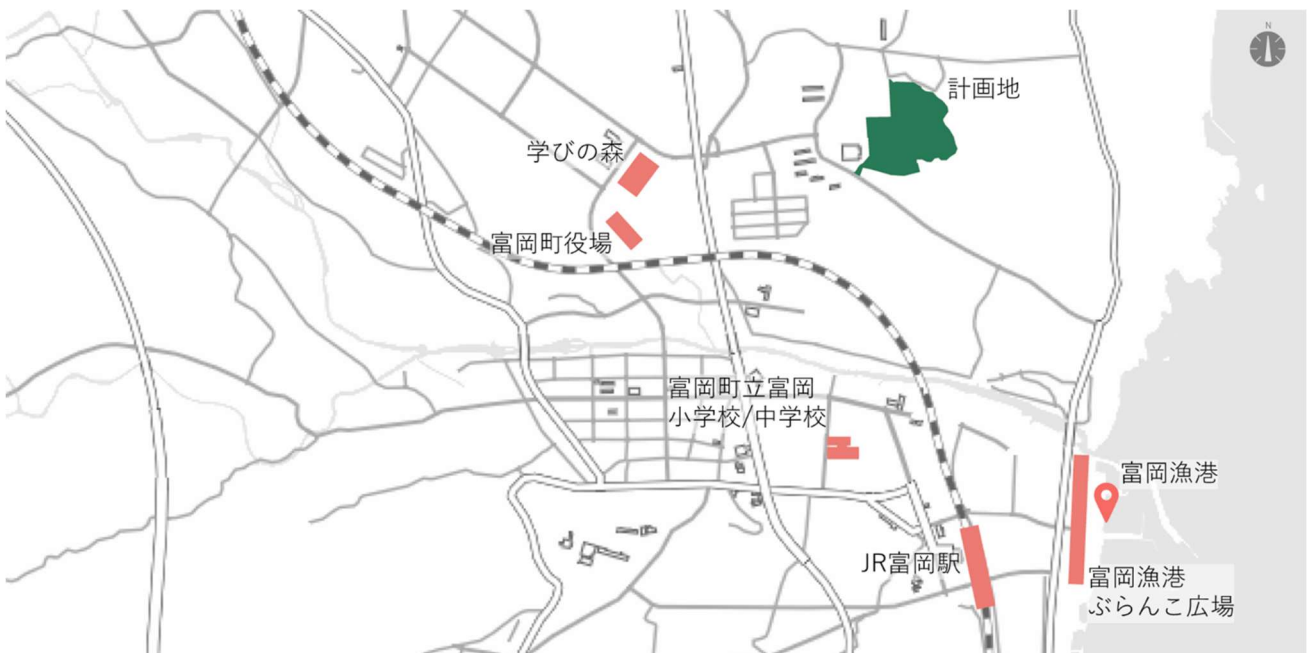 N
計画地
学びの森
富岡町役場
富岡町立富岡
小学校/中学校
富岡漁港
JR富岡駅
富岡漁港
ぶらんこ広場